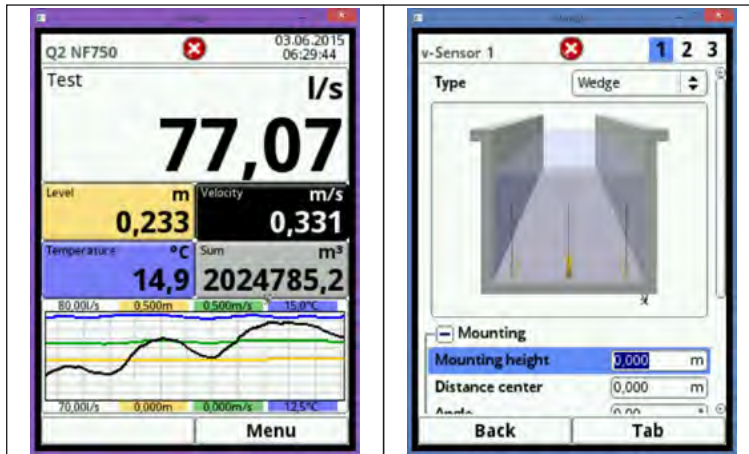 Q2 NF750
03.06.2015
06:29:44
Test
l/s
77,07
Level
m
0,233
Velocity
m/s
0,331
Temperature
°C
14,9
Sum
m³
2024785,2
80,00l/s 0,500m 0,500m/s 15,0°C
70,00l/s 0,000m 0,000m/s 12,5°C
Menu
v-Sensor 1
1 2 3
Type
Wedge
Mounting
Mounting height 0,000 m
Distance center 0,000 m
Angle 0,00 °
Back Tab